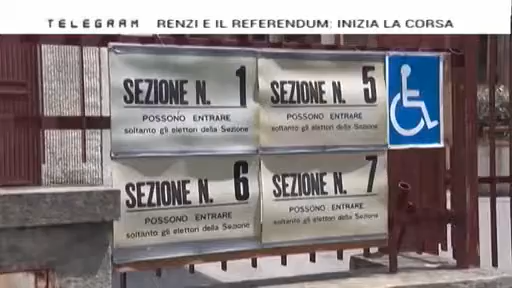 TELEGRAM RENZI E IL REFERENDUM: INIZIA LA CORSA
SEZIONE N. 1
POSSONO ENTRARE
soltanto gli elettori della Sezione
SEZIONE N. 5
POSSONO ENTRARE
soltanto gli elettori della Sezione
SEZIONE N. 6
POSSONO ENTRARE
soltanto gli elettori della Sezione
SEZIONE N. 7
POSSONO ENTRARE
soltanto gli elettori della Sezione